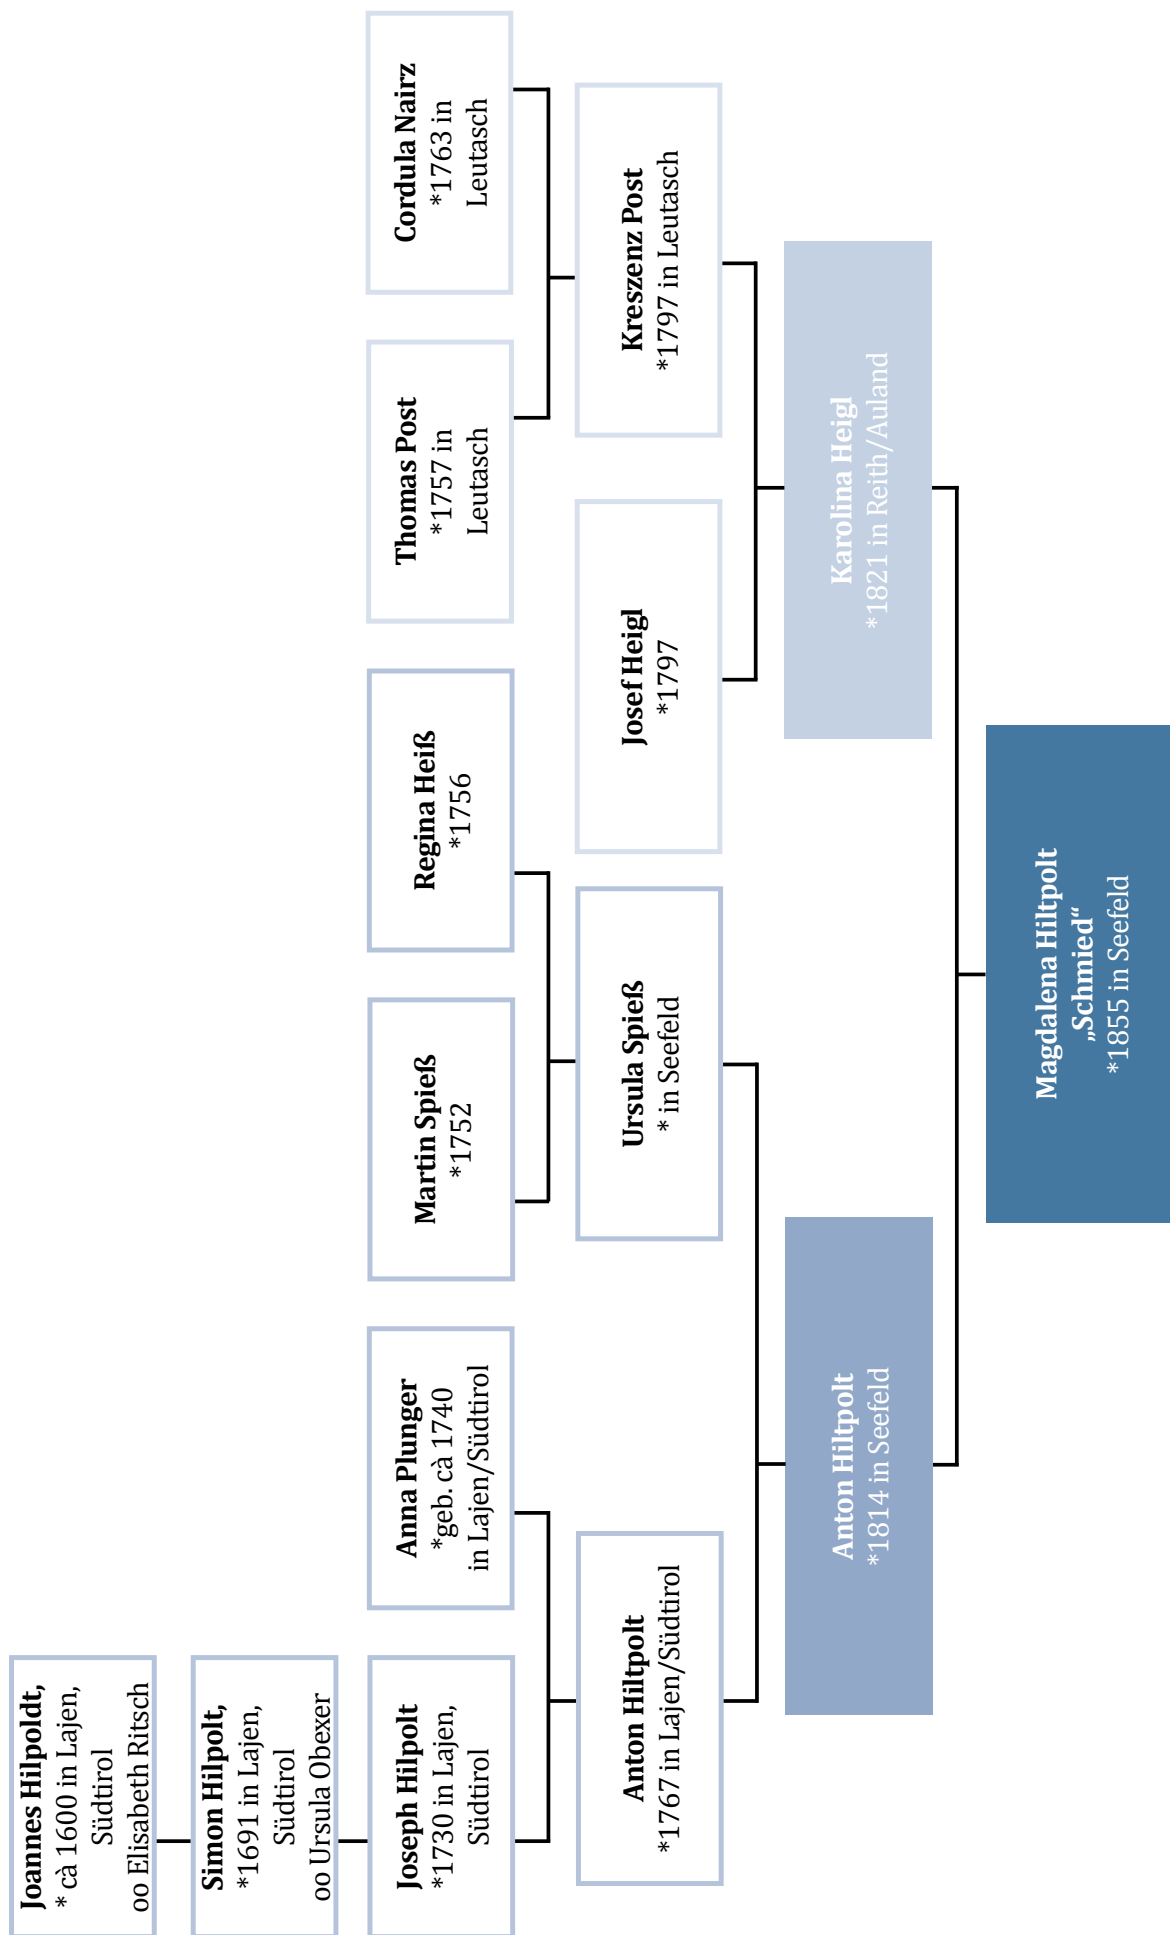 Joannes Hilpoldt,
* cà 1600 in Lajen,
Südtirol
oo Elisabeth Ritsch
Simon Hilpolt,
*1691 in Lajen,
Südtirol
oo Ursula Obexer
Joseph Hilpolt
*1730 in Lajen,
Südtirol
Anna Plunger
*geb. cà 1740
in Lajen/Südtirol
Martin Spieß
*1752
Regina Heiß
*1756
Thomas Post
*1757 in
Leutasch
Cordula Nairz
*1763 in
Leutasch
Anton Hiltpolt
*1767 in Lajen/Südtirol
Ursula Spieß
* in Seefeld
Josef Heigl
*1797
Kreszenz Post
*1797 in Leutasch
Anton Hiltpolt
*1814 in Seefeld
Karolina Heigl
*1821 in Reith/Auland
Magdalena Hiltpolt
„Schmied“
*1855 in Seefeld